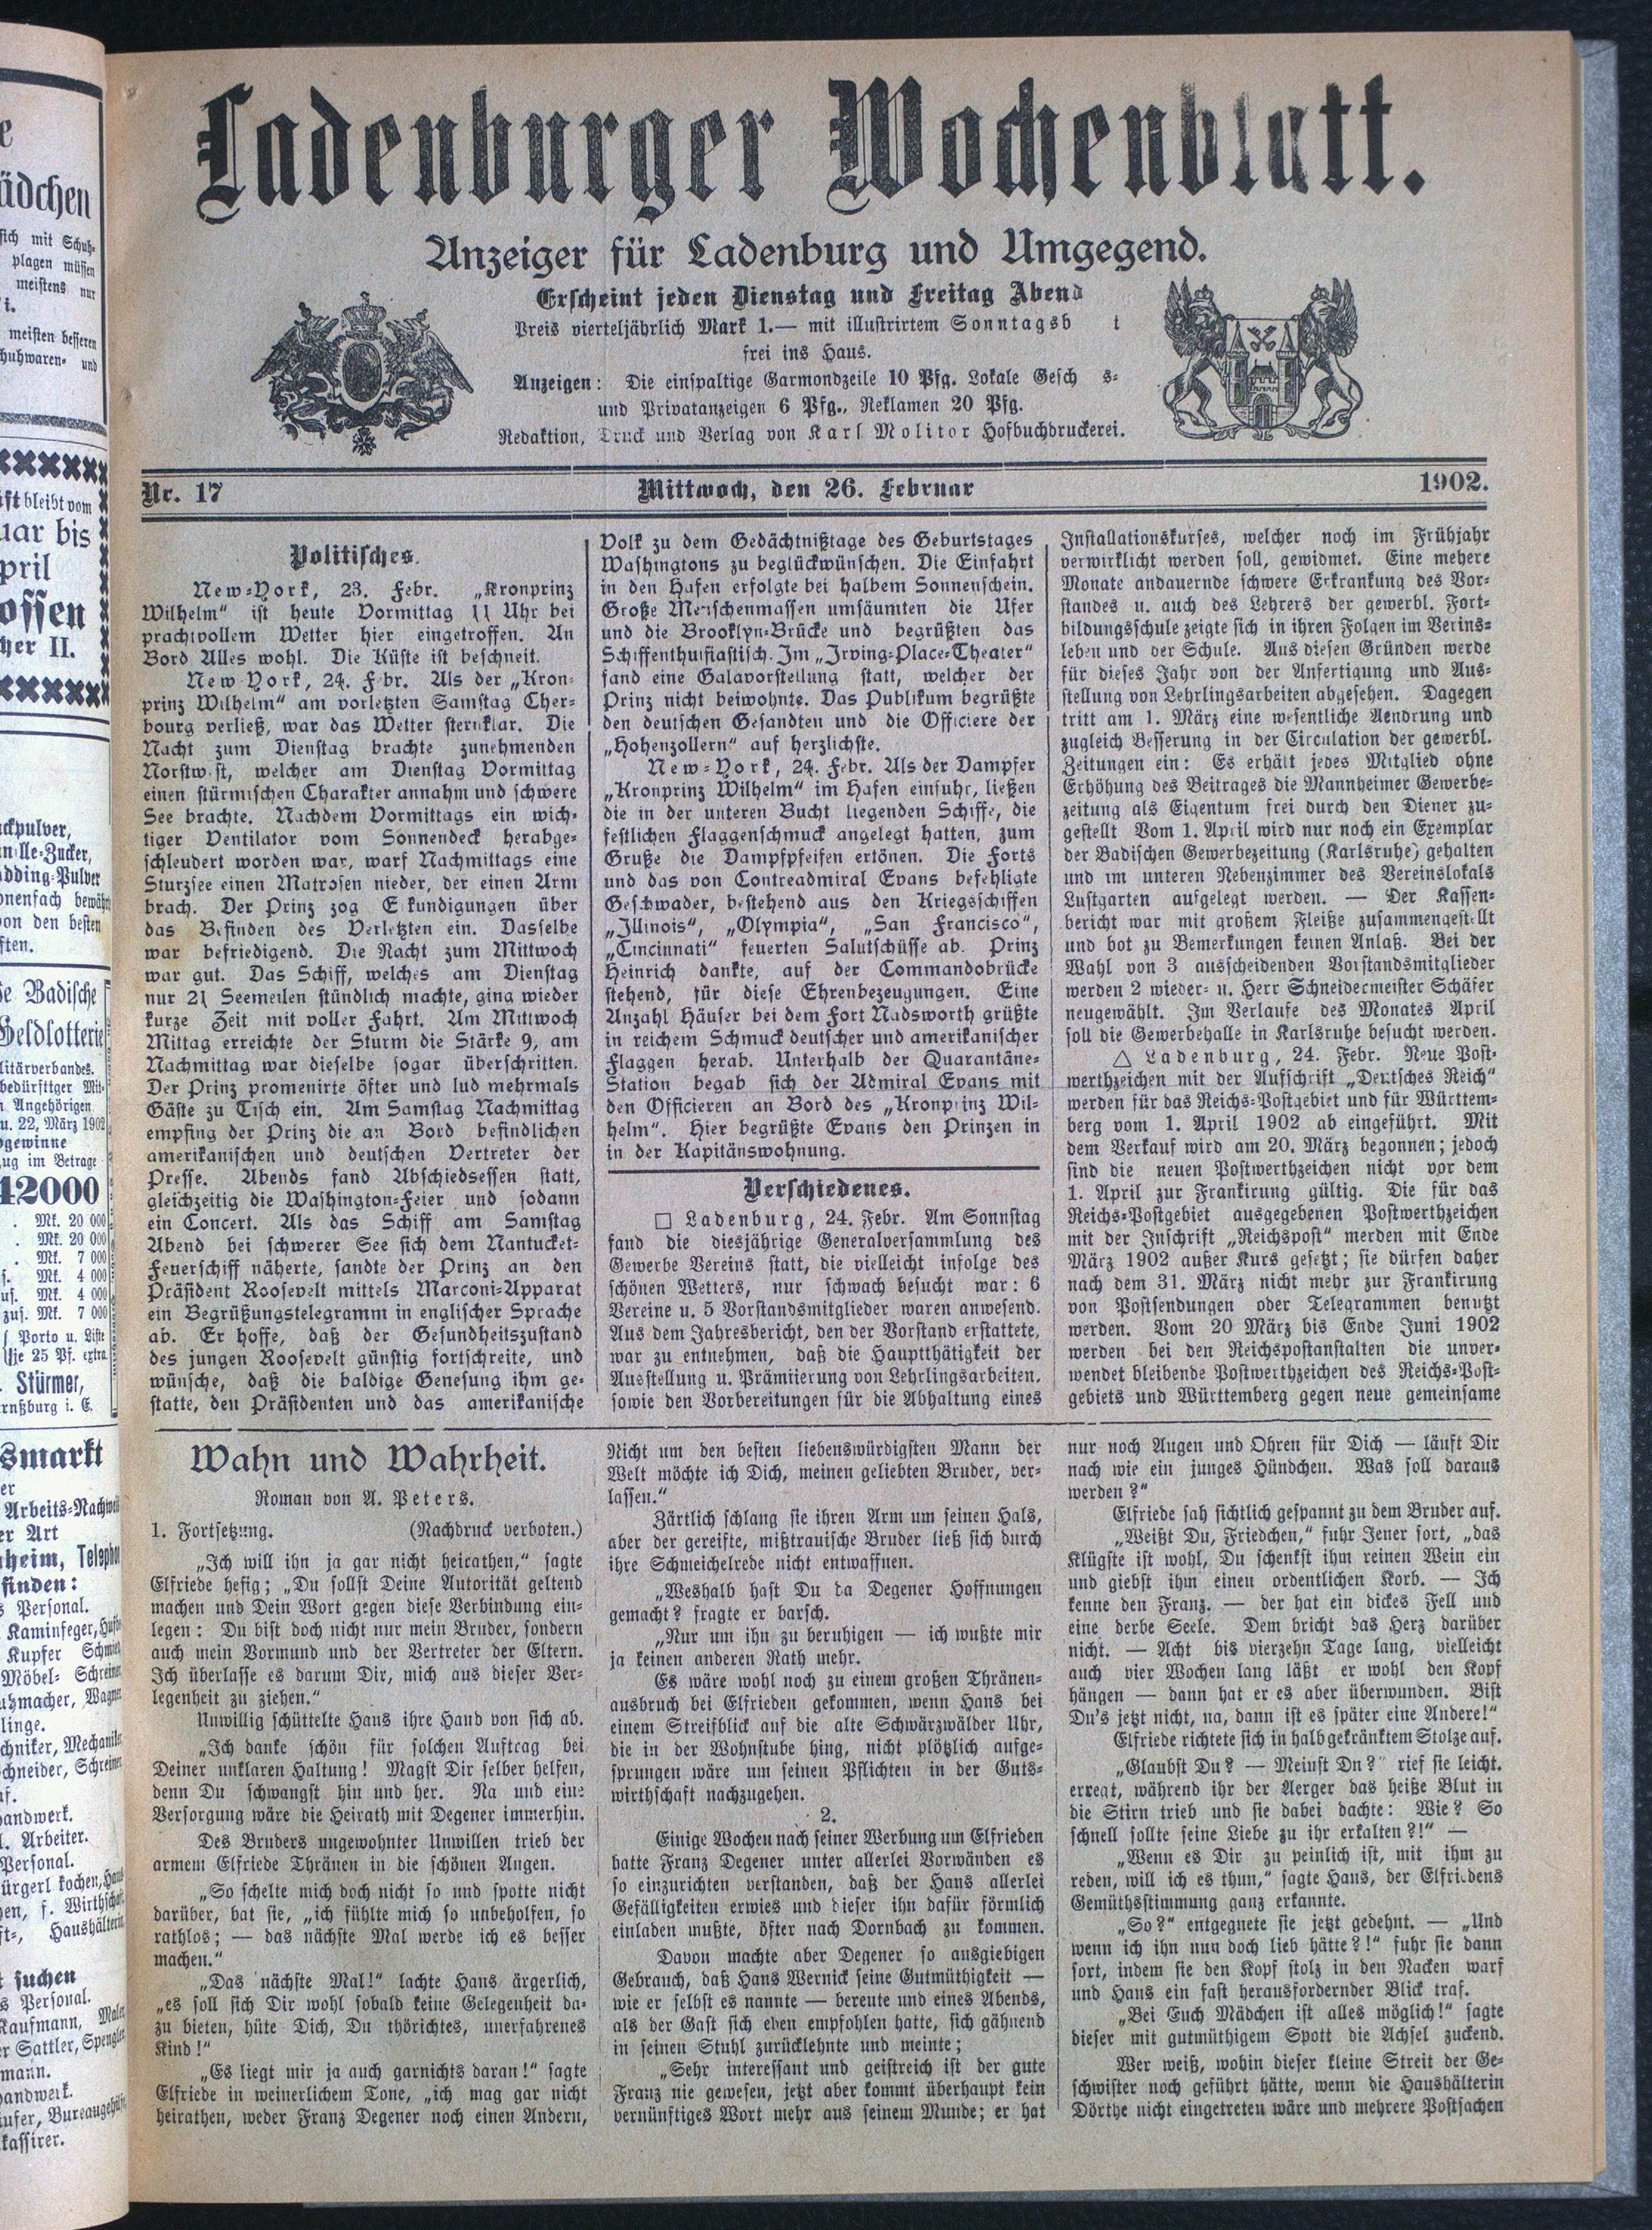 Ladenburger Wochenblatt.
Anzeiger für Ladenburg und Umgegend.
Erscheint jeden Dienstag und Freitag Abend
Preis vierteljährlich Mark 1.— mit illustrirtem Sonntagsb t
frei ins Haus.
Anzeigen: Die einspaltige Garmondzeile 10 Pfg. Lokale Gesch s-
und Privatanzeigen 6 Pfg., Reklamen 20 Pfg.
Redaktion, Druck und Verlag von Karl Molitor Hofbuchdruckerei.
Nr. 17 Mittwoch, den 26. Februar 1902.
Politisches.
New-York, 23. Febr. „Kronprinz
Wilhelm“ ist heute Vormittag 11 Uhr bei
prachtvollem Wetter hier eingetroffen. An
Bord Alles wohl. Die Küste ist beschneit.
New York, 24. F br. Als der „Kron-
prinz Wilhelm“ am vorletzten Samstag Cher-
bourg verließ, war das Wetter sternklar. Die
Nacht zum Dienstag brachte zunehmenden
Norstw st, welcher am Dienstag Vormittag
einen stürmischen Charakter annahm und schwere
See brachte. Nachdem Vormittags ein wich-
tiger Ventilator vom Sonnendeck herabge-
schleudert worden war, warf Nachmittags eine
Sturzsee einen Matrosen nieder, der einen Arm
brach. Der Prinz zog E kundigungen über
das Befinden des Verletzten ein. Dasselbe
war befriedigend. Die Nacht zum Mittwoch
war gut. Das Schiff, welches am Dienstag
nur 21 Seemeilen stündlich machte, ging wieder
kurze Zeit mit voller Fahrt. Am Mittwoch
Mittag erreichte der Sturm die Stärke 9, am
Nachmittag war dieselbe sogar überschritten.
Der Prinz promenirte öfter und lud mehrmals
Gäste zu Tisch ein. Am Samstag Nachmittag
empfing der Prinz die an Bord befindlichen
amerikanischen und deutschen Vertreter der
Presse. Abends fand Abschiedsessen statt,
gleichzeitig die Washington-Feier und sodann
ein Concert. Als das Schiff am Samstag
Abend bei schwerer See sich dem Nantucket-
Feuerschiff näherte, sandte der Prinz an den
Präsident Roosevelt mittels Marconi-Apparat
ein Begrüßungstelegramm in englischer Sprache
ab. Er hoffe, daß der Gesundheitszustand
des jungen Roosevelt günstig fortschreite, und
wünsche, daß die baldige Genesung ihm ge-
statte, den Präsidenten und das amerikanische
Volk zu dem Gedächtnißtage des Geburtstages
Washingtons zu beglückwünschen. Die Einfahrt
in den Hafen erfolgte bei halbem Sonnenschein.
Große Menschenmassen umsäumten die Ufer
und die Brooklyn-Brücke und begrüßten das
Schiffenthusiastisch. Im „Irving-Place-Theater“
fand eine Galavorstellung statt, welcher der
Prinz nicht beiwohnte. Das Publikum begrüßte
den deutschen Gesandten und die Officiere der
„Hohenzollern“ auf herzlichste.
New-York, 24. Febr. Als der Dampfer
„Kronprinz Wilhelm“ im Hafen einfuhr, ließen
die in der unteren Bucht liegenden Schiffe, die
festlichen Flaggenschmuck angelegt hatten, zum
Gruße die Dampfpfeifen ertönen. Die Forts
und das von Contreadmiral Evans befehligte
Geschwader, bestehend aus den Kriegsschiffen
„Illinois“, „Olympia“, „San Francisco“,
„Cincinnati“ feuerten Salutschüsse ab. Prinz
Heinrich dankte, auf der Commandobrücke
stehend, für diese Ehrenbezeugungen. Eine
Anzahl Häuser bei dem Fort Nadsworth grüßte
in reichem Schmuck deutscher und amerikanischer
Flaggen herab. Unterhalb der Quarantäne-
Station begab sich der Admiral Evans mit
den Officieren an Bord des „Kronprinz Wil-
helm“. Hier begrüßte Evans den Prinzen in
in der Kapitänswohnung.
Verschiedenes.
□ Ladenburg, 24. Febr. Am Sonnstag
fand die diesjährige Generalversammlung des
Gewerbe Vereins statt, die vielleicht infolge des
schönen Wetters, nur schwach besucht war: 6
Vereine u. 5 Vorstandsmitglieder waren anwesend.
Aus dem Jahresbericht, den der Vorstand erstattete,
war zu entnehmen, daß die Hauptthätigkeit der
Ausstellung u. Prämiierung von Lehrlingsarbeiten,
sowie den Vorbereitungen für die Abhaltung eines
Installationskurses, welcher noch im Frühjahr
verwirklicht werden soll, gewidmet. Eine mehere
Monate andauernde schwere Erkrankung des Vor-
standes u. auch des Lehrers der gewerbl. Fort-
bildungsschule zeigte sich in ihren Folgen im Verins-
leben und der Schule. Aus diesen Gründen werde
für dieses Jahr von der Anfertigung und Aus-
stellung von Lehrlingsarbeiten abgesehen. Dagegen
tritt am 1. März eine wesentliche Aendrung und
zugleich Besserung in der Circulation der gewerbl.
Zeitungen ein: Es erhält jedes Mitglied ohne
Erhöhung des Beitrages die Mannheimer Gewerbe-
zeitung als Eigentum frei durch den Diener zu-
gestellt Vom 1. April wird nur noch ein Exemplar
der Badischen Gewerbezeitung (Karlsruhe) gehalten
und im unteren Nebenzimmer des Vereinslokals
Lustgarten aufgelegt werden. — Der Kassen-
bericht war mit großem Fleiße zusammengestellt
und bot zu Bemerkungen keinen Anlaß. Bei der
Wahl von 3 ausscheidenden Vorstandsmitglieder
werden 2 wieder- u. Herr Schneidermeister Schäfer
neugewählt. Im Verlaufe des Monates April
soll die Gewerbehalle in Karlsruhe besucht werden.
△ Ladenburg, 24. Febr. Neue Post-
werthzeichen mit der Aufschrift „Deutsches Reich“
werden für das Reichs-Postgebiet und für Württem-
berg vom 1. April 1902 ab eingeführt. Mit
dem Verkauf wird am 20. März begonnen; jedoch
sind die neuen Postwerthzeichen nicht vor dem
1. April zur Frankirung gültig. Die für das
Reichs-Postgebiet ausgegebenen Postwerthzeichen
mit der Inschrift „Reichspost“ merden mit Ende
März 1902 außer Kurs gesetzt; sie dürfen daher
nach dem 31. März nicht mehr zur Frankirung
von Postsendungen oder Telegrammen benutzt
werden. Vom 20 März bis Ende Juni 1902
werden bei den Reichspostanstalten die unver-
wendet bleibende Postwerthzeichen des Reichs-Post-
gebiets und Württemberg gegen neue gemeinsame
Wahn und Wahrheit.
Roman von A. Peters.
1. Fortsetzung. (Nachdruck verboten.)
„Ich will ihn ja gar nicht heirathen,“ sagte
Elfriede hefig; „Du sollst Deine Autorität geltend
machen und Dein Wort gegen diese Verbindung ein-
legen: Du bist doch nicht nur mein Bruder, sondern
auch mein Vormund und der Vertreter der Eltern.
Ich überlasse es darum Dir, mich aus dieser Ver-
legenheit zu ziehen.“
Unwillig schüttelte Hans ihre Hand von sich ab.
„Ich danke schön für solchen Auftrag bei
Deiner unklaren Haltung! Magst Dir selber helfen,
denn Du schwangst hin und her. Na und eine
Versorgung wäre die Heirath mit Degener immerhin.
Des Bruders ungewohnter Unwillen trieb der
armem Elfriede Thränen in die schönen Augen.
„So schelte mich doch nicht so und spotte nicht
darüber, bat sie, „ich fühlte mich so unbeholfen, so
rathlos; — das nächste Mal werde ich es besser
machen.“
„Das nächste Mal!“ lachte Hans ärgerlich,
„es soll sich Dir wohl sobald keine Gelegenheit da-
zu bieten, hüte Dich, Du thörichtes, unerfahrenes
Kind!“
„Es liegt mir ja auch garnichts daran!“ sagte
Elfriede in weinerlichem Tone, „ich mag gar nicht
heirathen, weder Franz Degener noch einen Andern,
Nicht um den besten liebenswürdigsten Mann der
Welt möchte ich Dich, meinen geliebten Bruder, ver-
lassen.“
Zärtlich schlang sie ihren Arm um seinen Hals,
aber der gereifte, mißtrauische Bruder ließ sich durch
ihre Schmeichelrede nicht entwaffnen.
„Weshalb hast Du da Degener Hoffnungen
gemacht? fragte er barsch.
„Nur um ihn zu beruhigen — ich wußte mir
ja keinen anderen Rath mehr.
Es wäre wohl noch zu einem großen Thränen-
ausbruch bei Elfrieden gekommen, wenn Hans bei
einem Streifblick auf die alte Schwärzwälder Uhr,
die in der Wohnstube hing, nicht plötzlich aufge-
sprungen wäre um seinen Pflichten in der Guts-
wirthschaft nachzugehen.
2.
Einige Wochen nach seiner Werbung um Elfrieden
hatte Franz Degener unter allerlei Vorwänden es
so einzurichten verstanden, daß der Hans allerlei
Gefälligkeiten erwies und dieser ihn dafür förmlich
einladen mußte, öfter nach Dornbach zu kommen.
Davon machte aber Degener so ausgiebigen
Gebrauch, daß Hans Wernick seine Gutmüthigkeit —
wie er selbst es nannte — bereute und eines Abends,
als der Gast sich eben empfohlen hatte, sich gähnend
in seinen Stuhl zurücklehnte und meinte;
„Sehr interessant und geistreich ist der gute
Franz nie gewesen, jetzt aber kommt überhaupt kein
vernünftiges Wort mehr aus seinem Munde; er hat
nur noch Augen und Ohren für Dich — läuft Dir
nach wie ein junges Hündchen. Was soll daraus
werden?“
Elfriede sah sichtlich gespannt zu dem Bruder auf.
„Weißt Du, Friedchen,“ fuhr Jener fort, „das
Klügste ist wohl, Du schenkst ihm reinen Wein ein
und giebst ihm einen ordentlichen Korb. — Ich
kenne den Franz. — der hat ein dickes Fell und
eine derbe Seele. Dem bricht das Herz darüber
nicht. — Acht bis vierzehn Tage lang, vielleicht
auch vier Wochen lang läßt er wohl den Kopf
hängen — dann hat er es aber überwunden. Bist
Du's jetzt nicht, na, dann ist es später eine Andere!“
Elfriede richtete sich in halbgekränktem Stolze auf.
„Glaubst Du? — Meinst Dn?“ rief sie leicht.
erregt, während ihr der Aerger das heiße Blut in
die Stirn trieb und sie dabei dachte: Wie? So
schnell sollte seine Liebe zu ihr erkalten?!“ —
„Wenn es Dir zu peinlich ist, mit ihm zu
reden, will ich es thun,“ sagte Hans, der Elfriedens
Gemüthsstimmung ganz erkannte.
„So?“ entgegnete sie jetzt gedehnt. — „Und
wenn ich ihn nun doch lieb hätte?!“ fuhr sie dann
fort, indem sie den Kopf stolz in den Nacken warf
und Hans ein fast herausfordernder Blick traf.
„Bei Euch Mädchen ist alles möglich!“ sagte
dieser mit gutmüthigem Spott die Achsel zuckend.
Wer weiß, wohin dieser kleine Streit der Ge-
schwister noch geführt hätte, wenn die Haushälterin
Dörthe nicht eingetreten wäre und mehrere Postsachen